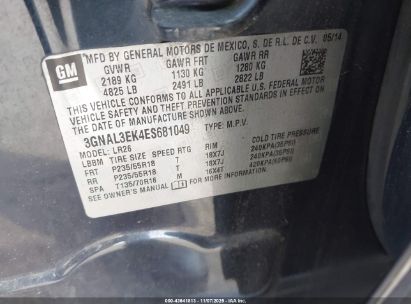 GM
MFD BY GENERAL MOTORS DE MEXICO, S. DE R.L. DE C.V. 05/14
GVWR GAWR FRT GAWR RR
2189 KG 1130 KG 1280 KG
4825 LB 2491 LB 2822 LB
THIS VEHICLE CONFORMS TO ALL APPLICABLE U.S. FEDERAL MOTOR
VEHICLE SAFETY AND THEFT PREVENTION STANDARDS IN EFFECT ON
THE DATE OF MANUFACTURE SHOWN ABOVE.
3GNAL3EK4ES681049 TYPE: M.P.V.
MODEL: LR26
LBBM TIRE SIZE SPEED RTG RIM COLD TIRE PRESSURE
FRT P235/55R18 T 18X7J 240KPA(35PSI)
RR P235/55R18 T 18X7J 240KPA(35PSI)
SPA T135/70R16 M 16X4T 420KPA(60PSI)
SEE OWNER'S MANUAL FOR ADDITIONAL INFORMATION.